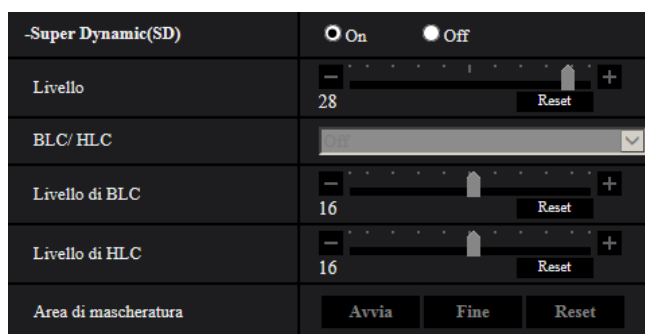 -Super Dynamic(SD) On Off
Livello
28 Reset
BLC/ HLC Off
Livello di BLC
16 Reset
Livello di HLC
16 Reset
Area di mascheratura Avvia Fine Reset